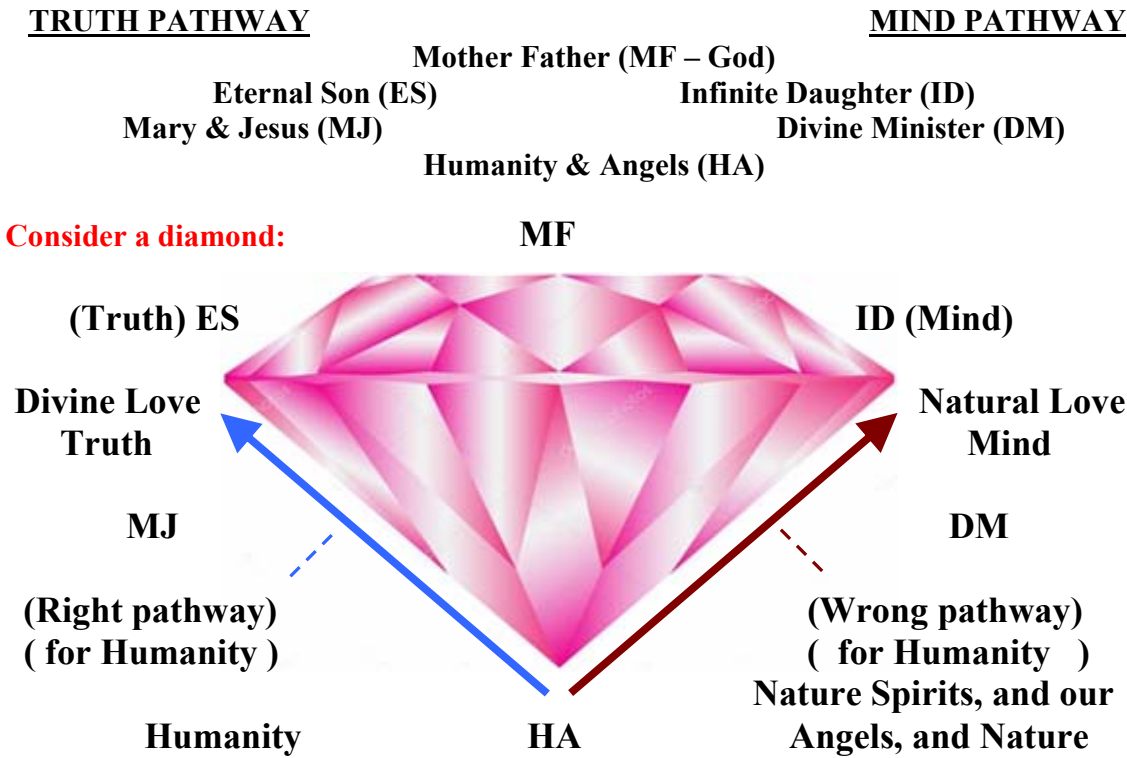 TRUTH PATHWAY MIND PATHWAY
Mother Father (MF – God)
Eternal Son (ES) Infinite Daughter (ID)
Mary & Jesus (MJ) Divine Minister (DM)
Humanity & Angels (HA)
Consider a diamond: MF
(Truth) ES ID (Mind)
Divine Love Natural Love
Truth Mind
MJ DM
(Right pathway) (Wrong pathway)
( for Humanity ) ( for Humanity )
Nature Spirits, and our
Humanity HA Angels, and Nature